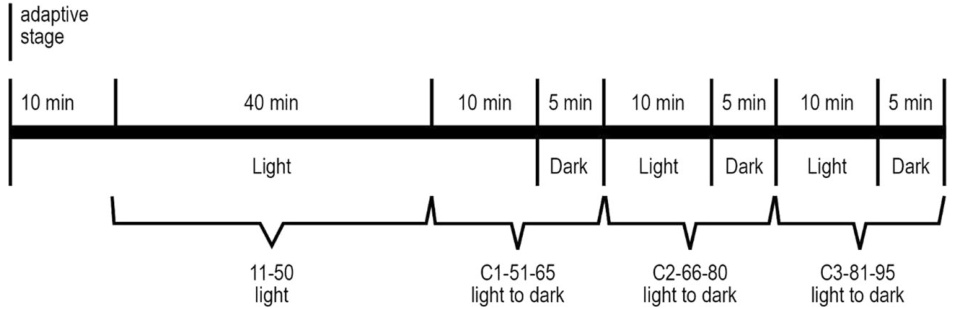 adaptive
stage
10 min
40 min
10 min
5 min
10 min
5 min
10 min
5 min
Light
Dark
Light
Dark
Light
Dark
11-50
light
C1-51-65
light to dark
C2-66-80
light to dark
C3-81-95
light to dark